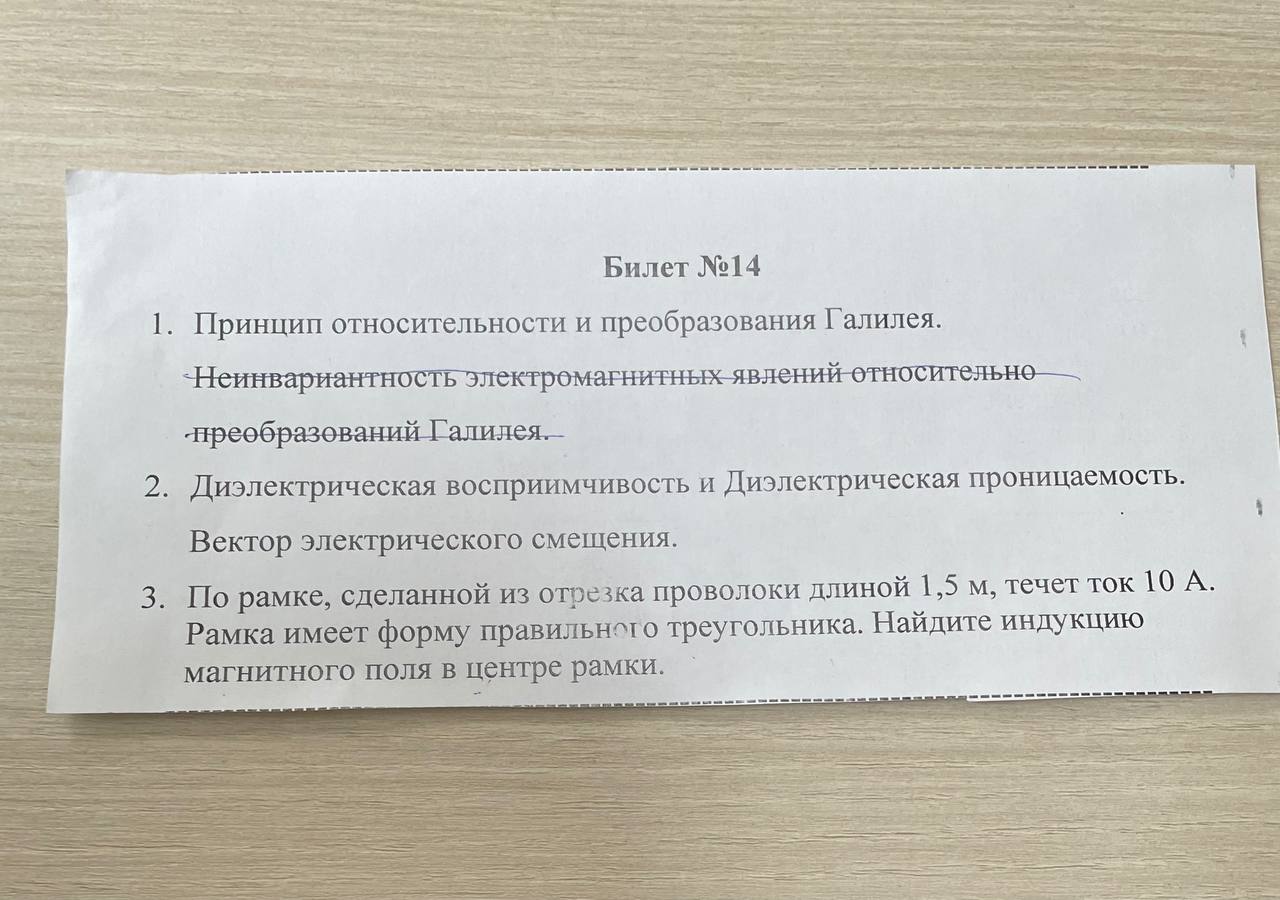 Билет №14
1. Принцип относительности и преобразования Галилея.
Неинвариантность электромагнитных явлений относительно
преобразований Галилея.
2. Диэлектрическая восприимчивость и Диэлектрическая проницаемость.
Вектор электрического смещения.
3. По рамке, сделанной из отрезка проволоки длиной 1,5 м, течет ток 10 А.
Рамка имеет форму правильного треугольника. Найдите индукцию
магнитного поля в центре рамки.